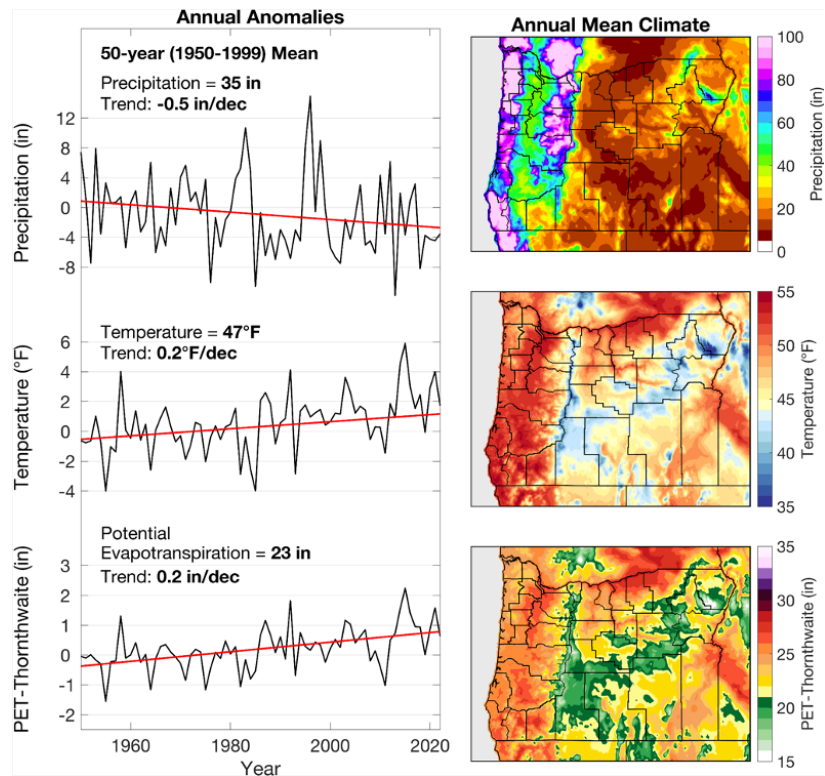 Annual Anomalies
50-year (1950-1999) Mean
Precipitation = 35 in
Trend: -0.5 in/dec
Precipitation (in)
12
8
4
0
-4
-8
Temperature = 47°F
Trend: 0.2°F/dec
Temperature (°F)
6
4
2
0
-2
-4
Potential
Evapotranspiration = 23 in
Trend: 0.2 in/dec
PET-Thornthwaite (in)
3
2
1
0
-1
-2
1960
1980
2000
2020
Year
Annual Mean Climate
100
80
60
40
20
0
Precipitation (in)
55
50
45
40
35
Temperature (°F)
35
30
25
20
15
PET-Thornthwaite (in)